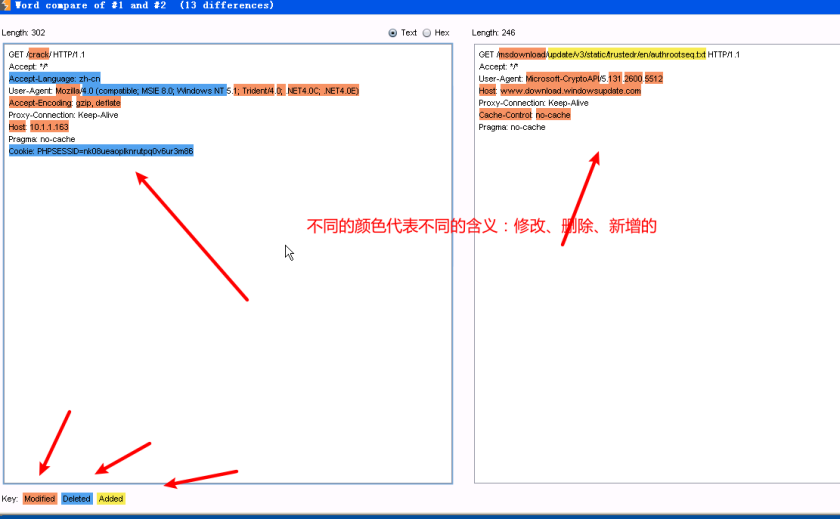 Word compare of #1 and #2 (13 differences)
Length: 302
Text Hex
Length: 246
GET /crack/ HTTP/1.1
Accept: */*
Accept-Language: zh-cn
User-Agent: Mozilla/4.0 (compatible; MSIE 8.0; Windows NT 5.1; Trident/4.0; .NET4.0C; .NET4.0E)
Accept-Encoding: gzip, deflate
Proxy-Connection: Keep-Alive
Host: 10.1.1.163
Pragma: no-cache
Cookie: PHPSESSID=nk08ueaoplknrutpq0v6ur3m86
GET /msdownload/update/v3/static/trustedr/en/authrootseq.txt HTTP/1.1
Accept: */*
User-Agent: Microsoft-CryptoAPI/5.131.2600.5512
Host: www.download.windowsupdate.com
Proxy-Connection: Keep-Alive
Cache-Control: no-cache
Pragma: no-cache
不同的颜色代表不同的含义：修改、删除、新增的
Key: Modified Deleted Added